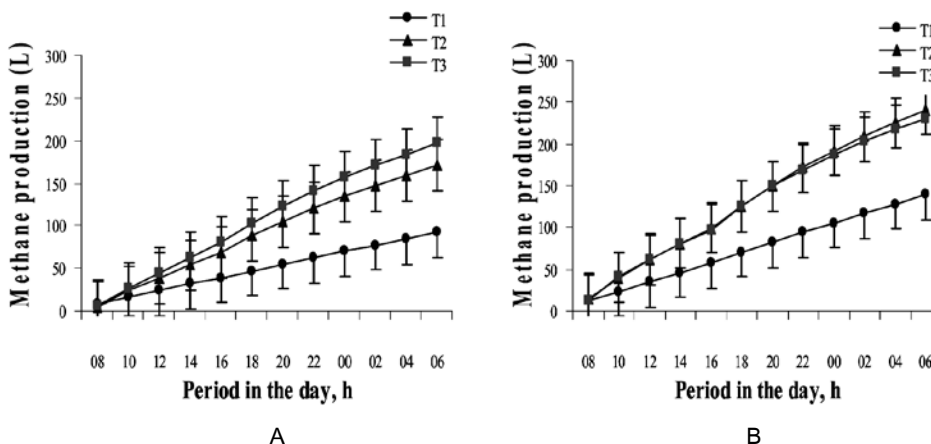 T1
T2
T3
Methane production (L)
300
250
200
150
100
50
0
08 10 12 14 16 18 20 22 00 02 04 06
Period in the day, h
A
T1
T2
T3
Methane production (L)
300
250
200
150
100
50
0
08 10 12 14 16 18 20 22 00 02 04 06
Period in the day, h
B